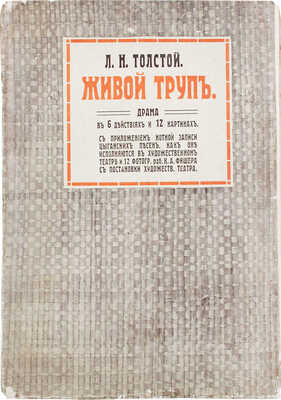 Л. Н. ТОЛСТОЙ.
ЖИВОЙ ТРУПЪ.
ДРАМА
ВЪ 6 ДѢЙСТВІЯХЪ И 12 КАРТИНАХЪ.
СЪ ПРИЛОЖЕНІЕМЪ НОТНОЙ ЗАПИСИ
ЦЫГАНСКИХЪ ПѢСЕНЪ, КАКЪ ОНѢ
ИСПОЛНЯЮТСЯ ВЪ ХУДОЖЕСТВЕННОМЪ
ТЕАТРѢ И 12 ФОТОГР. РАБ. К. А. ФИШЕРА
СЪ ПОСТАНОВКИ ХУДОЖЕСТВ. ТЕАТРА.